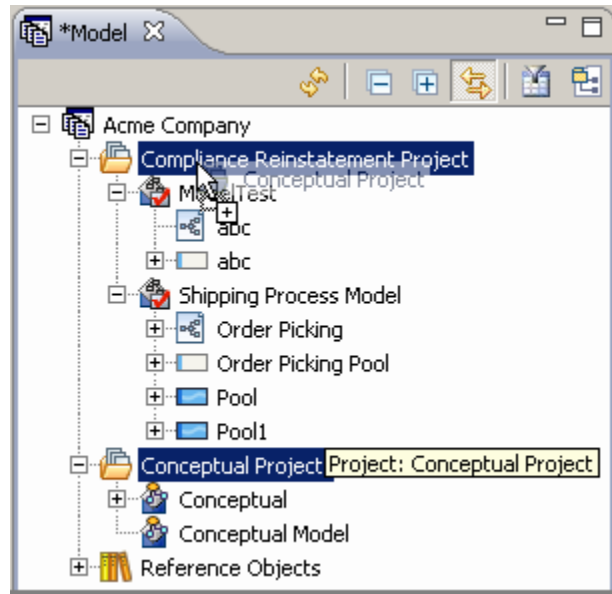 *Model
Acme Company
Compliance Reinstatement Project
Conceptual Project
ModelTest
abc
abc
Shipping Process Model
Order Picking
Order Picking Pool
Pool
Pool1
Conceptual Project Project: Conceptual Project
Conceptual
Conceptual Model
Reference Objects